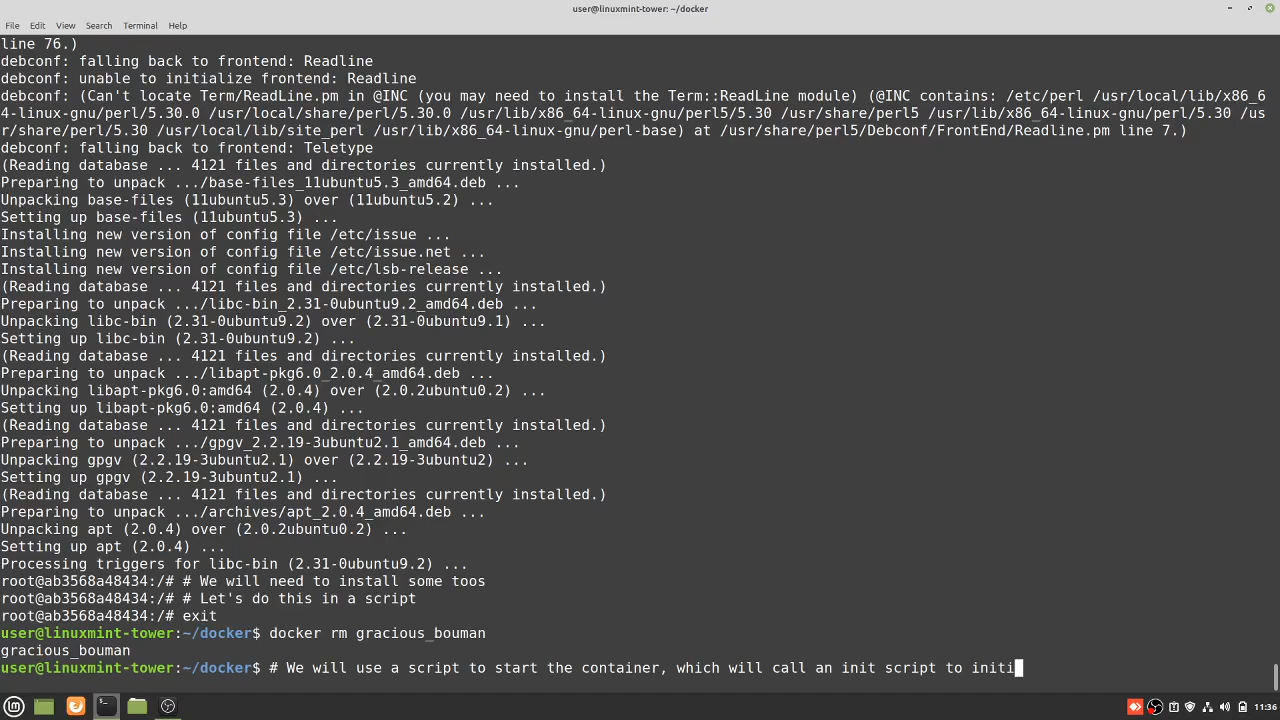 user@linuxmint-tower: ~/docker
File Edit View Search Terminal Help
line 76.)
debconf: falling back to frontend: Readline
debconf: unable to initialize frontend: Readline
debconf: (Can't locate Term/ReadLine.pm in @INC (you may need to install the Term::ReadLine module) (@INC contains: /etc/perl /usr/local/lib/x86_6
4-linux-gnu/perl/5.30.0 /usr/local/share/perl/5.30.0 /usr/lib/x86_64-linux-gnu/perl5/5.30 /usr/share/perl5 /usr/lib/x86_64-linux-gnu/perl/5.30 /us
r/share/perl/5.30 /usr/local/lib/site_perl /usr/lib/x86_64-linux-gnu/perl-base) at /usr/share/perl5/Debconf/FrontEnd/Readline.pm line 7.)
debconf: falling back to frontend: Teletype
(Reading database ... 4121 files and directories currently installed.)
Preparing to unpack .../base-files_11ubuntu5.3_amd64.deb ...
Unpacking base-files (11ubuntu5.3) over (11ubuntu5.2) ...
Setting up base-files (11ubuntu5.3) ...
Installing new version of config file /etc/issue ...
Installing new version of config file /etc/issue.net ...
Installing new version of config file /etc/lsb-release ...
(Reading database ... 4121 files and directories currently installed.)
Preparing to unpack .../libc-bin_2.31-0ubuntu9.2_amd64.deb ...
Unpacking libc-bin (2.31-0ubuntu9.2) over (2.31-0ubuntu9.1) ...
Setting up libc-bin (2.31-0ubuntu9.2) ...
(Reading database ... 4121 files and directories currently installed.)
Preparing to unpack .../libapt-pkg6.0_2.0.4_amd64.deb ...
Unpacking libapt-pkg6.0:amd64 (2.0.4) over (2.0.2ubuntu0.2) ...
Setting up libapt-pkg6.0:amd64 (2.0.4) ...
(Reading database ... 4121 files and directories currently installed.)
Preparing to unpack .../gpgv_2.2.19-3ubuntu2.1_amd64.deb ...
Unpacking gpgv (2.2.19-3ubuntu2.1) over (2.2.19-3ubuntu2) ...
Setting up gpgv (2.2.19-3ubuntu2.1) ...
(Reading database ... 4121 files and directories currently installed.)
Preparing to unpack .../archives/apt_2.0.4_amd64.deb ...
Unpacking apt (2.0.4) over (2.0.2ubuntu0.2) ...
Setting up apt (2.0.4) ...
Processing triggers for libc-bin (2.31-0ubuntu9.2) ...
root@ab3568a48434:/# # We will need to install some toos
root@ab3568a48434:/# # Let's do this in a script
root@ab3568a48434:/# exit
user@linuxmint-tower:~/docker$ docker rm gracious_bouman
gracious_bouman
user@linuxmint-tower:~/docker$ # We will use a script to start the container, which will call an init script to initi
11:36